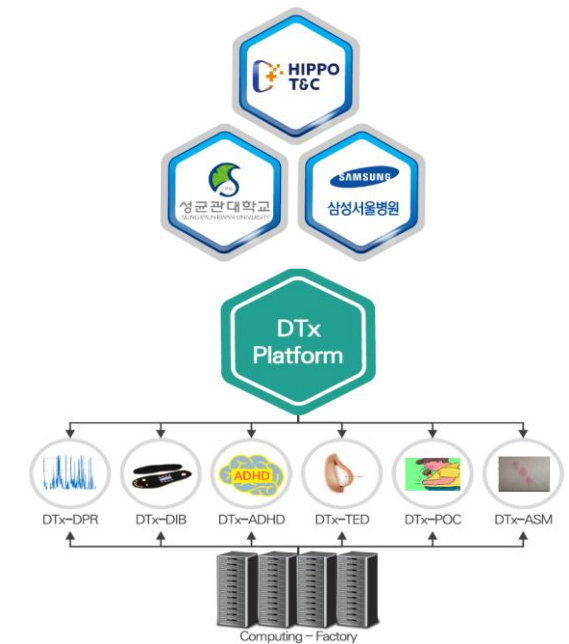 HIPPO
T&C
성균관대학교
SUNGKYUNKWAN UNIVERSITY
SAMSUNG
삼성서울병원
DTx
Platform
ADHD
DTx-DPR
DTx-DIB
DTx-ADHD
DTx-TED
DTx-POC
DTx-ASM
Computing - Factory